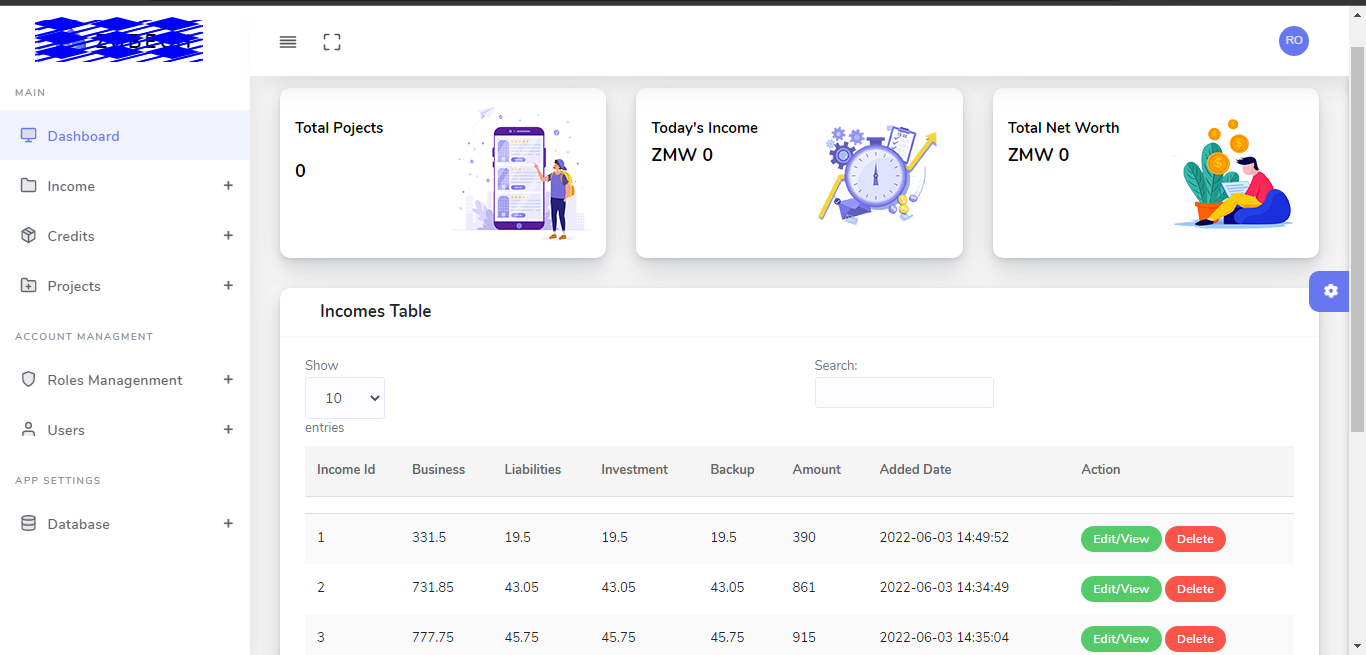 RO
MAIN
Dashboard
Income +
Credits +
Projects +
ACCOUNT MANAGMENT
Roles Managenment +
Users +
APP SETTINGS
Database +
Total Pojects
0
Today's Income
ZMW 0
Total Net Worth
ZMW 0
Incomes Table
Show
10
entries
Search:
Income Id Business Liabilities Investment Backup Amount Added Date Action
1 331.5 19.5 19.5 19.5 390 2022-06-03 14:49:52 Edit/View Delete
2 731.85 43.05 43.05 43.05 861 2022-06-03 14:34:49 Edit/View Delete
3 777.75 45.75 45.75 45.75 915 2022-06-03 14:35:04 Edit/View Delete